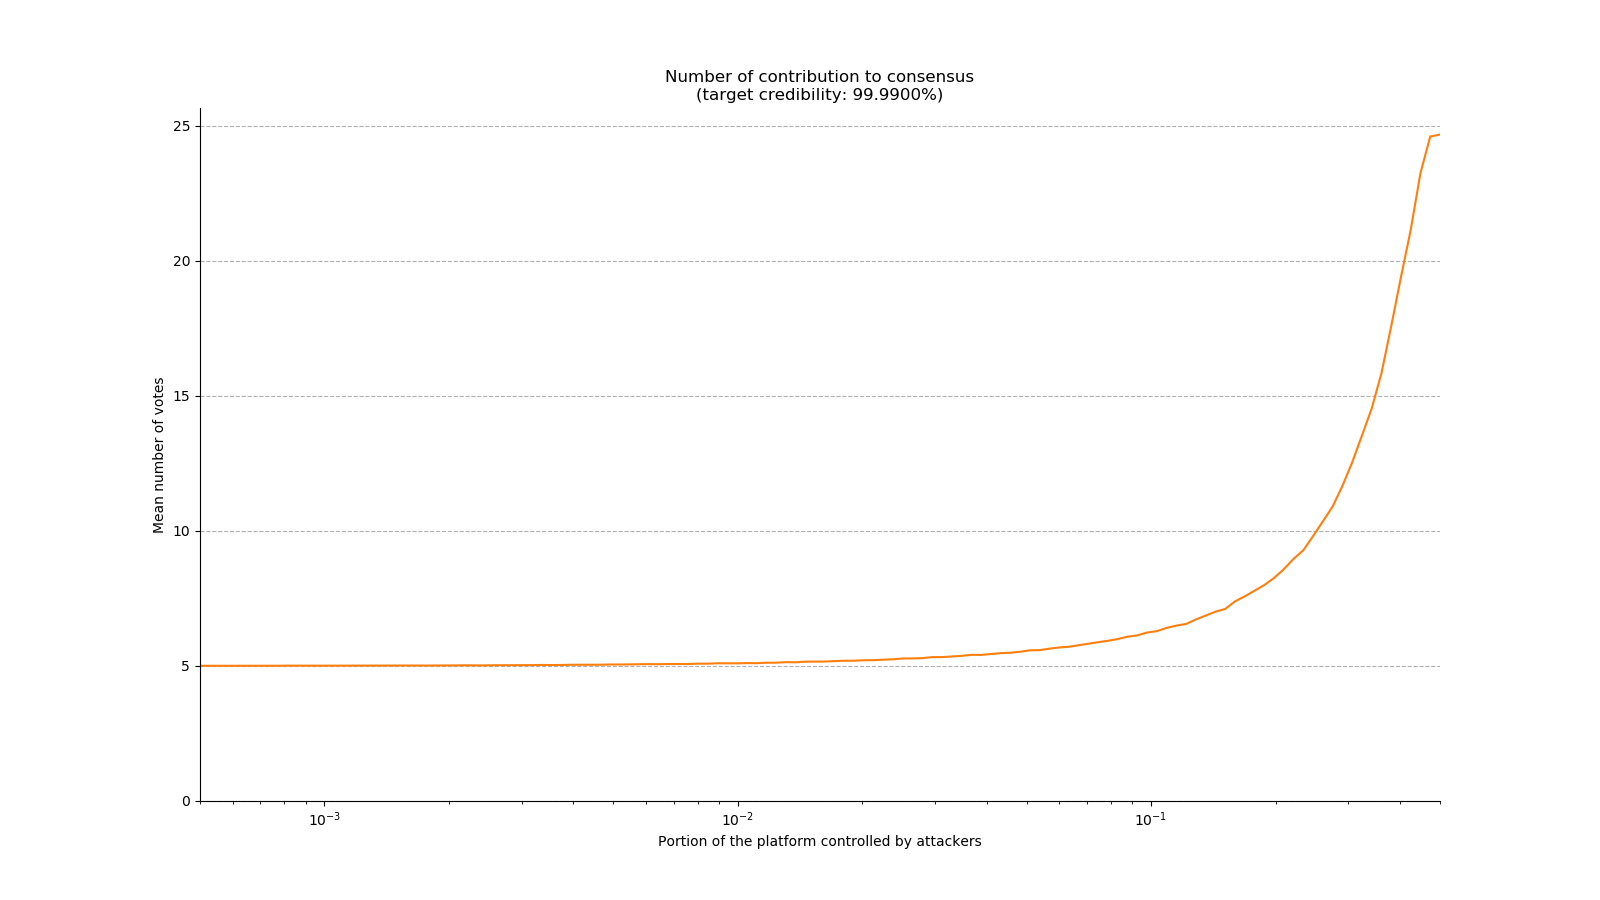 Number of contribution to consensus
(target credibility: 99.9900%)
25
20
15
10
5
0
Mean number of votes
10⁻³ 10⁻² 10⁻¹
Portion of the platform controlled by attackers